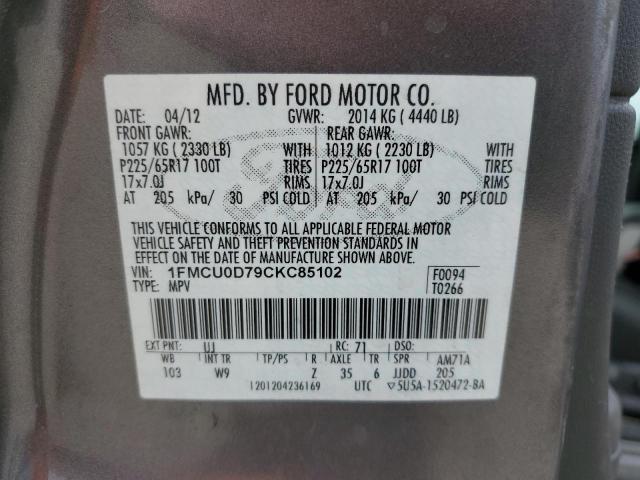 MFD. BY FORD MOTOR CO.
DATE: 04/12 GVWR: 2014 KG ( 4440 LB)
FRONT GAWR: REAR GAWR:
1057 KG ( 2330 LB) WITH 1012 KG ( 2230 LB) WITH
P225/65R17 100T TIRES P225/65R17 100T TIRES
17x7.0J RIMS 17x7.0J RIMS
AT 205 kPa/ 30 PSI COLD AT 205 kPa/ 30 PSI COLD
THIS VEHICLE CONFORMS TO ALL APPLICABLE FEDERAL MOTOR
VEHICLE SAFETY AND THEFT PREVENTION STANDARDS IN
EFFECT ON THE DATE OF MANUFACTURE SHOWN ABOVE.
VIN: 1FMCU0D79CKC85102 F0094
TYPE: MPV T0266
EXT PNT: UJ RC: 71 DSO:
WB INT TR TP/PS R AXLE TR SPR AM71A
103 W9 Z 35 6 JJDD 205
1201204236169 UTC ▽5U5A-1520472-BA